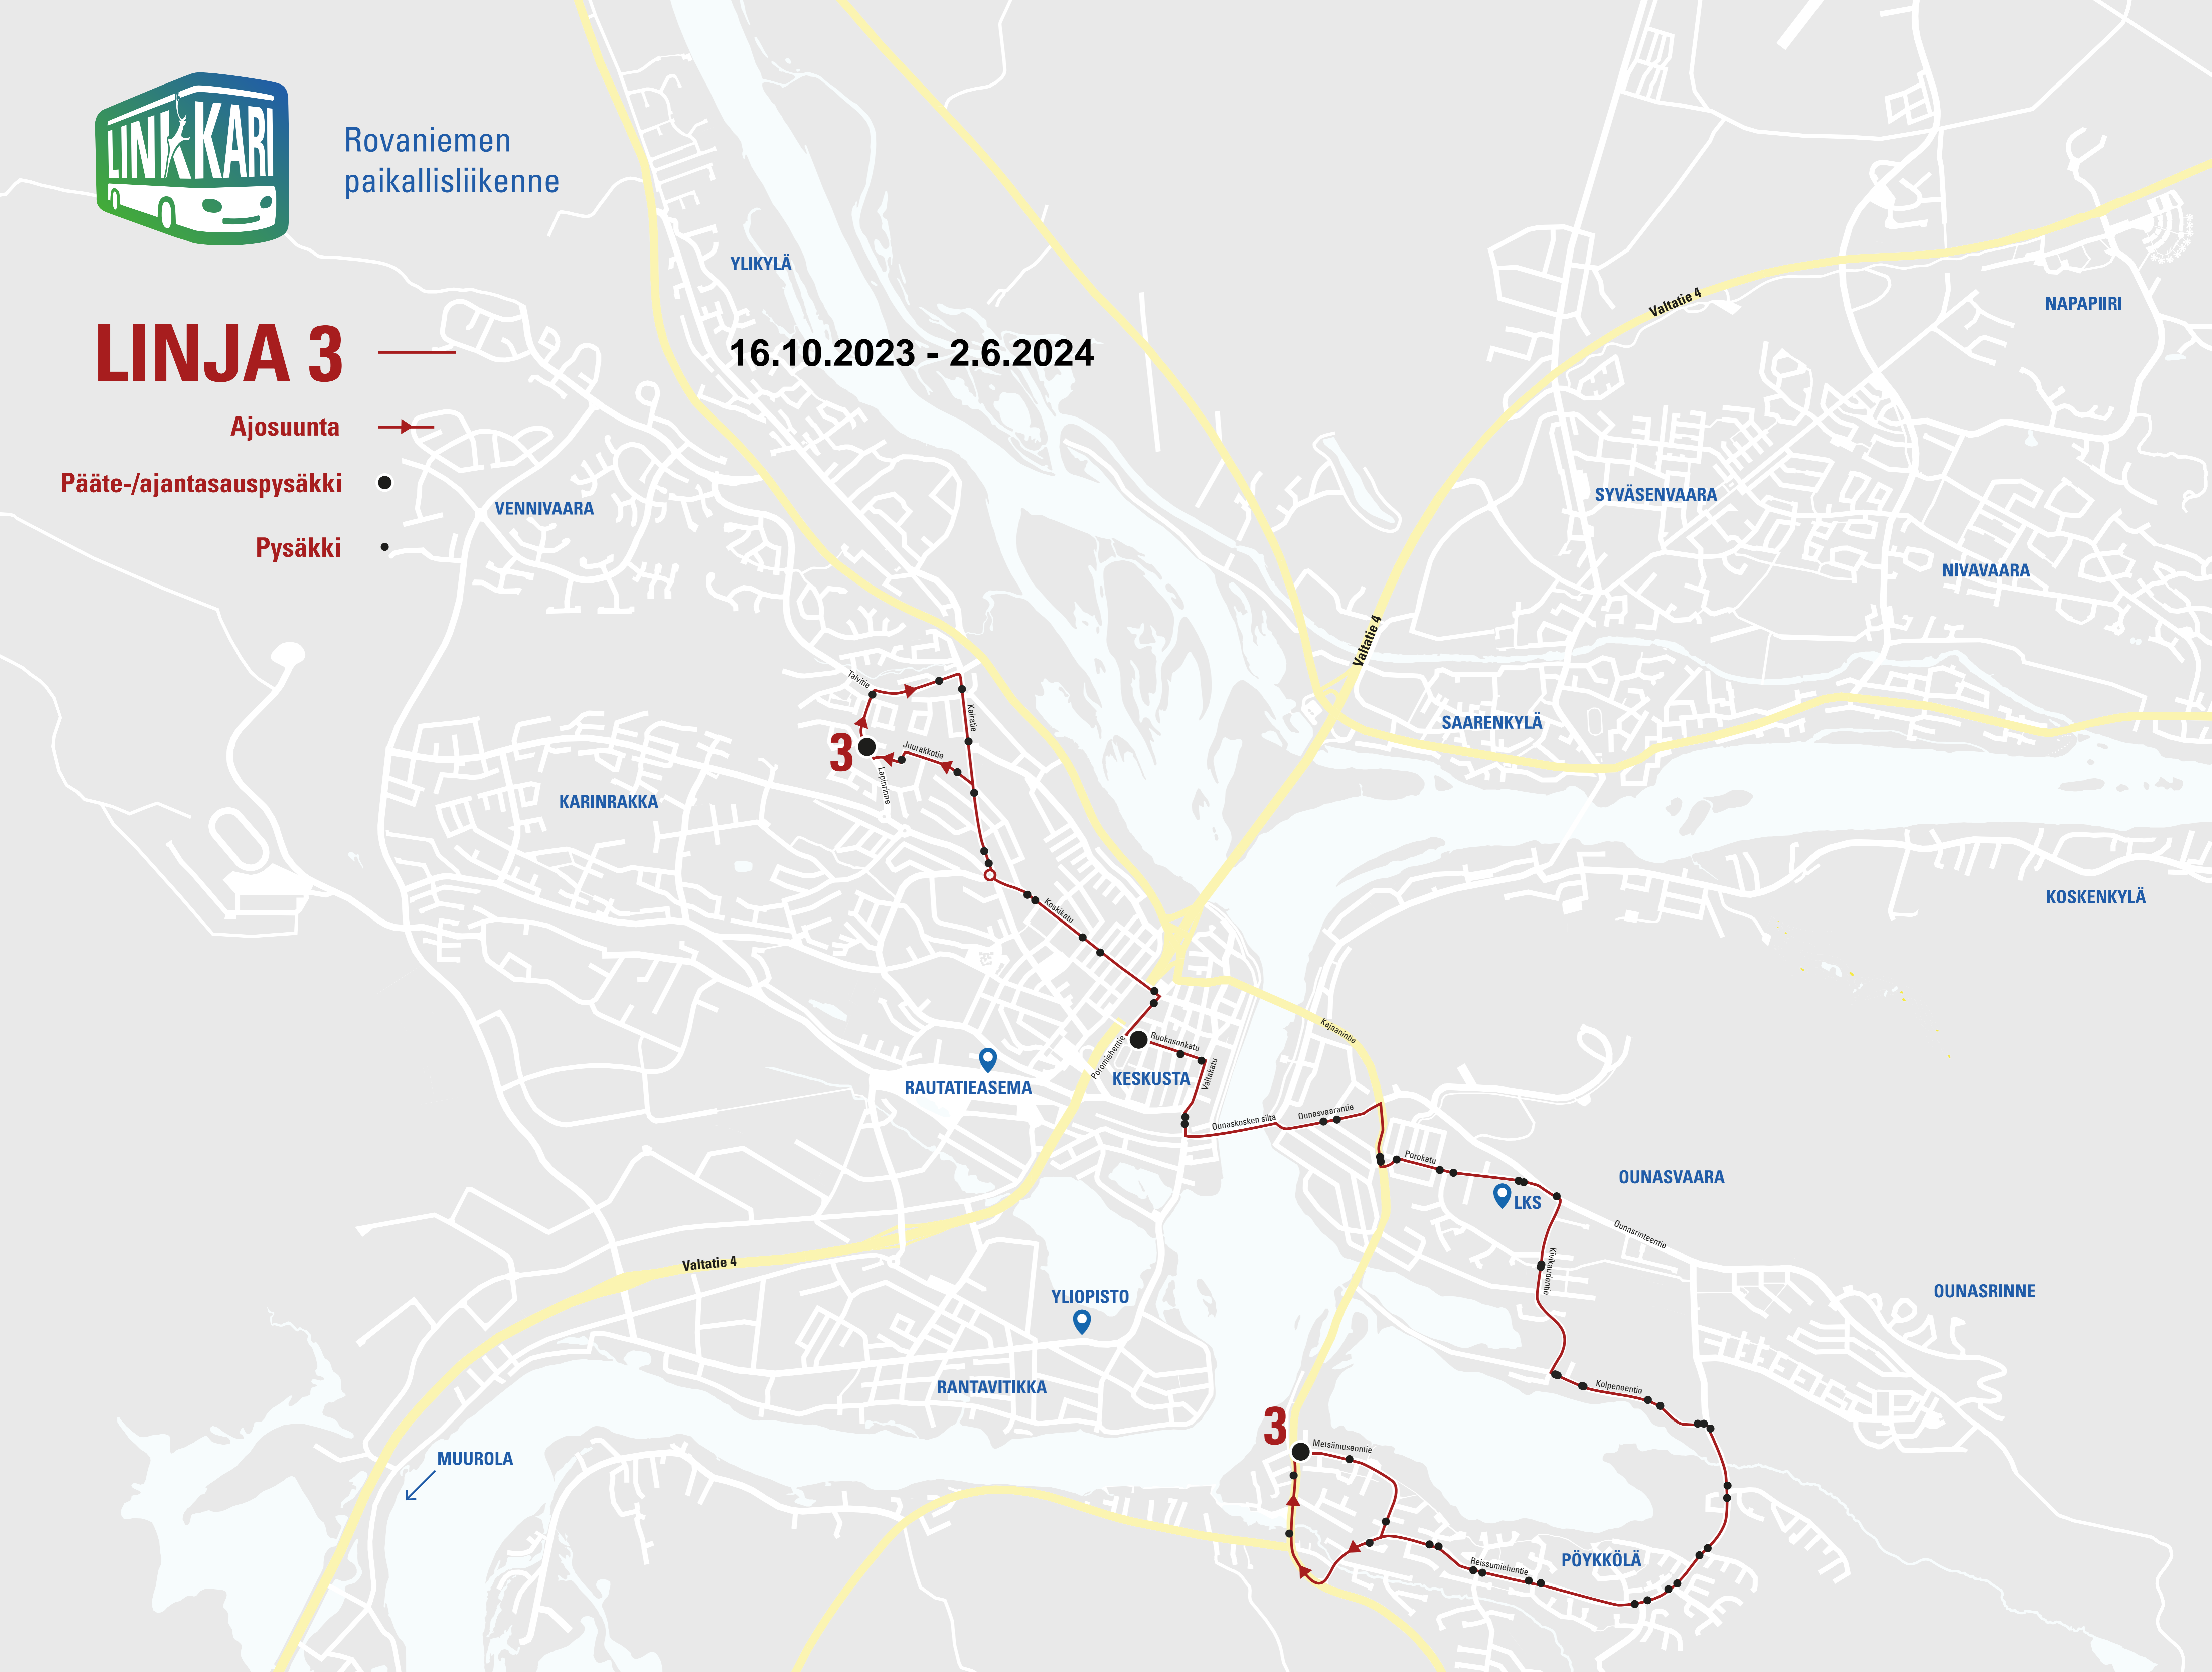 LINKKARI
Rovaniemen
paikallisliikenne
LINJA 3
Ajosuunta
Pääte-/ajantasauspysäkki
Pysäkki
16.10.2023 - 2.6.2024
YLIKYLÄ
NAPAPIIRI
Valtatie 4
VENNIVAARA
SYVÄSENVAARA
NIVAVAARA
Valtatie 4
SAARENKYLÄ
Talvitie
Kairatie
3
Juurakkotie
Lapinrinne
KARINRAKKA
KOSKENKYLÄ
Koskikatu
Kajaanintie
Ruokasenkatu
Poromiehentie
RAUTATIEASEMA
KESKUSTA
Valtakatu
Ounaskosken silta
Ounasvaarantie
Porokatu
OUNASVAARA
LKS
Ounasrinteentie
Kivikaudentie
Valtatie 4
YLIOPISTO
OUNASRINNE
RANTAVITIKKA
Kolpeneentie
3
Metsämuseontie
MUUROLA
PÖYKKÖLÄ
Reissumiehentie